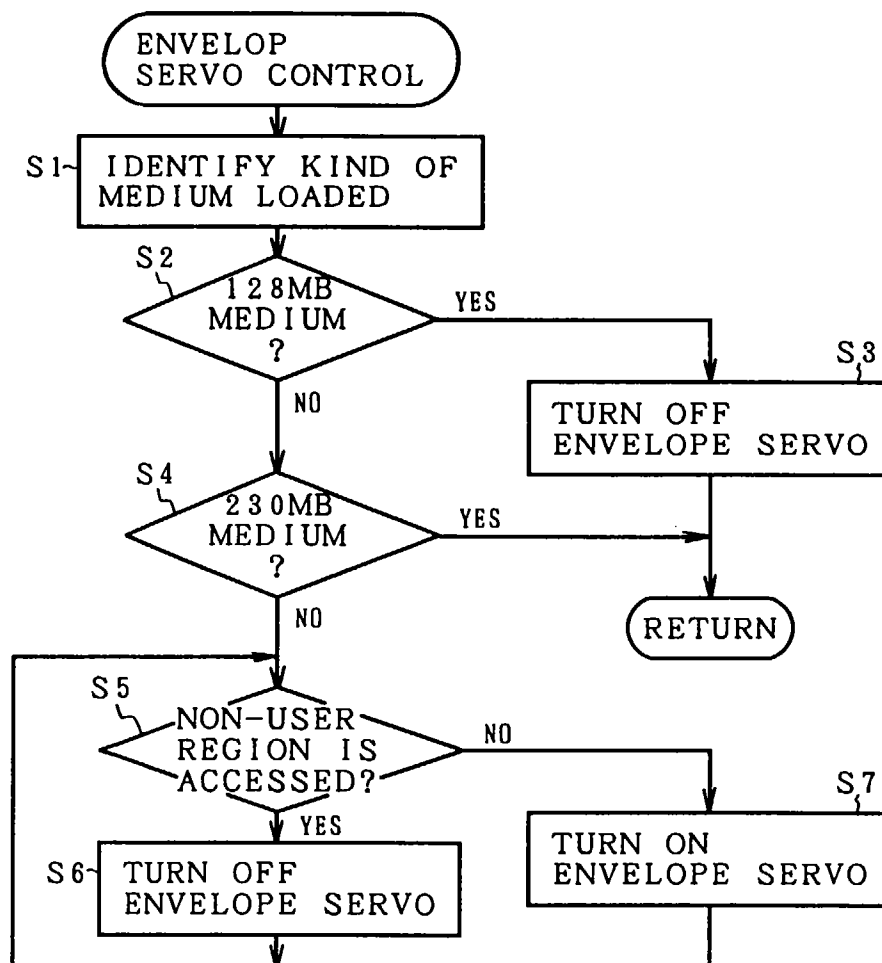 ENVELOP
SERVO CONTROL
S1
IDENTIFY KIND OF
MEDIUM LOADED
S2
128MB
MEDIUM
?
YES
NO
S3
TURN OFF
ENVELOPE SERVO
S4
230MB
MEDIUM
?
YES
NO
RETURN
S5
NON-USER
REGION IS
ACCESSED?
NO
YES
S6
TURN OFF
ENVELOPE SERVO
S7
TURN ON
ENVELOPE SERVO